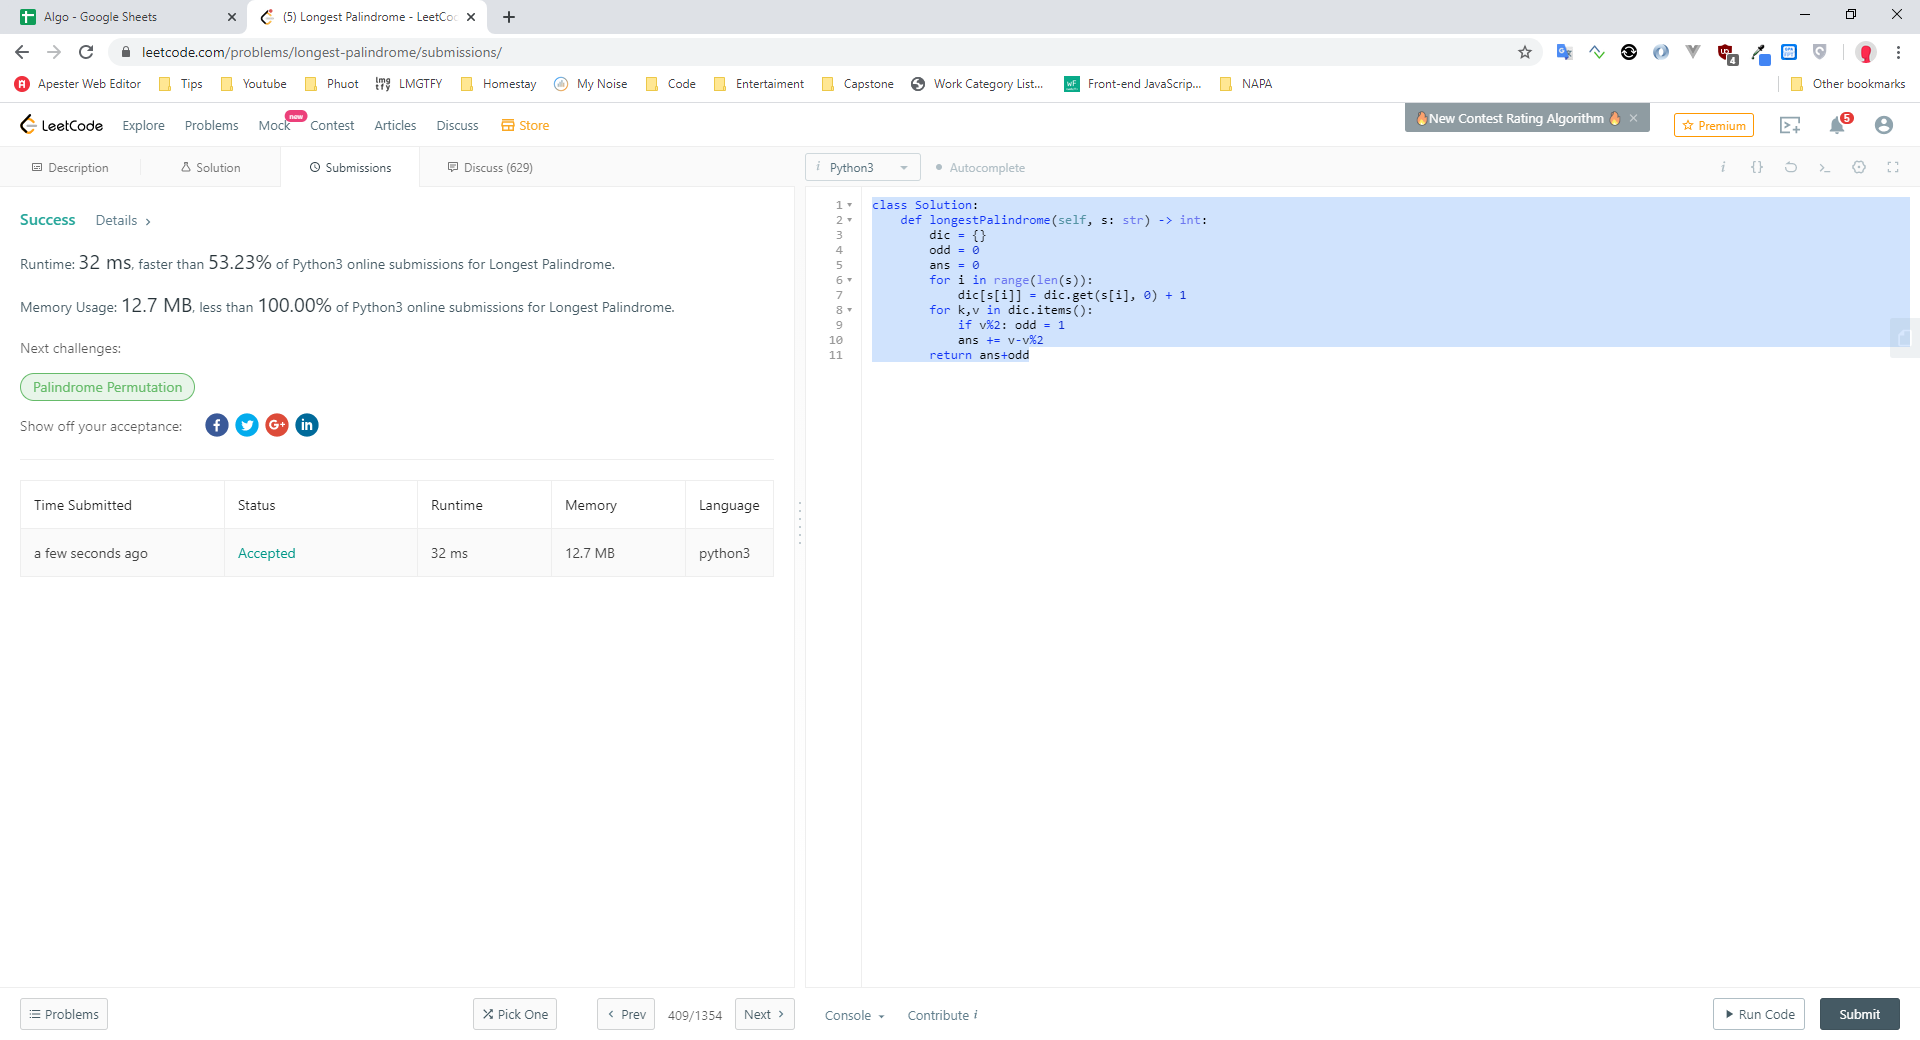 Algo - Google Sheets
(5) Longest Palindrome - LeetCo
leetcode.com/problems/longest-palindrome/submissions/
4
Apester Web Editor
Tips
Youtube
Phuot
LMGTFY
Homestay
My Noise
Code
Entertaiment
Capstone
Work Category List...
Front-end JavaScrip...
NAPA
Other bookmarks
LeetCode
Explore
Problems
Mock
new
Contest
Articles
Discuss
Store
🔥New Contest Rating Algorithm 🔥
Premium
5
Description
Solution
Submissions
Discuss (629)
i Python3
Autocomplete
i {}
Success Details
Runtime: 32 ms, faster than 53.23% of Python3 online submissions for Longest Palindrome.
Memory Usage: 12.7 MB, less than 100.00% of Python3 online submissions for Longest Palindrome.
Next challenges:
Palindrome Permutation
Show off your acceptance:
f G+ in
Time Submitted Status Runtime Memory Language
a few seconds ago Accepted 32 ms 12.7 MB python3
1 class Solution:
2 def longestPalindrome(self, s: str) -> int:
3 dic = {}
4 odd = 0
5 ans = 0
6 for i in range(len(s)):
7 dic[s[i]] = dic.get(s[i], 0) + 1
8 for k,v in dic.items():
9 if v%2: odd = 1
10 ans += v-v%2
11 return ans+odd
Problems
Pick One
Prev
409/1354
Next
Console
Contribute i
Run Code
Submit